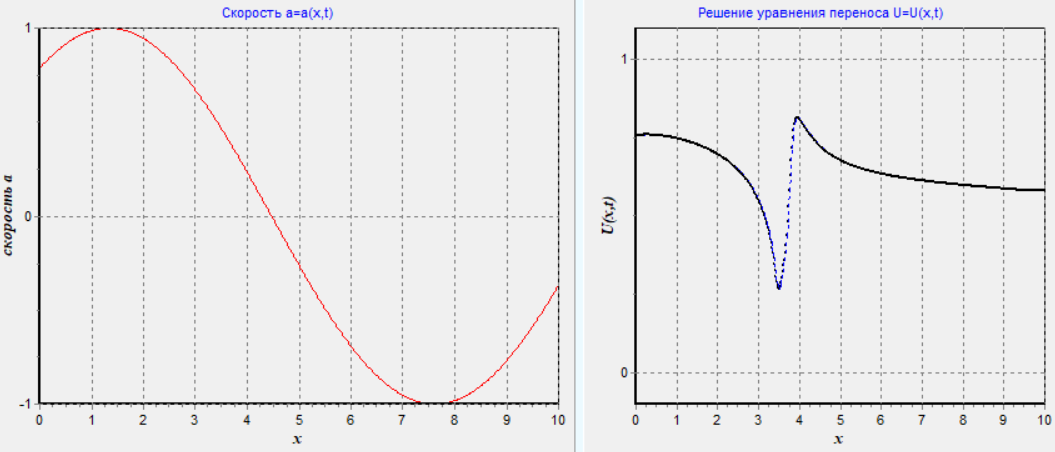 Скорость a=a(x,t)
1
0
-1
скорость a
0 1 2 3 4 5 6 7 8 9 10
x
Решение уравнения переноса U=U(x,t)
1
0
U(x,t)
0 1 2 3 4 5 6 7 8 9 10
x